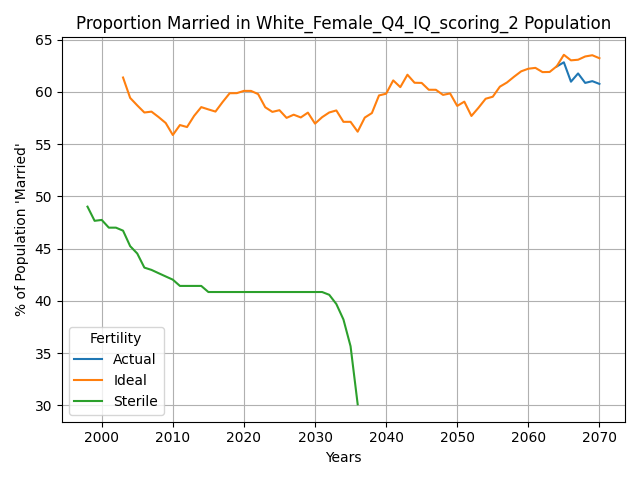 Proportion Married in White_Female_Q4_IQ_scoring_2 Population
% of Population 'Married'
65
60
55
50
45
40
35
30
Fertility
Actual
Ideal
Sterile
2000 2010 2020 2030 2040 2050 2060 2070
Years